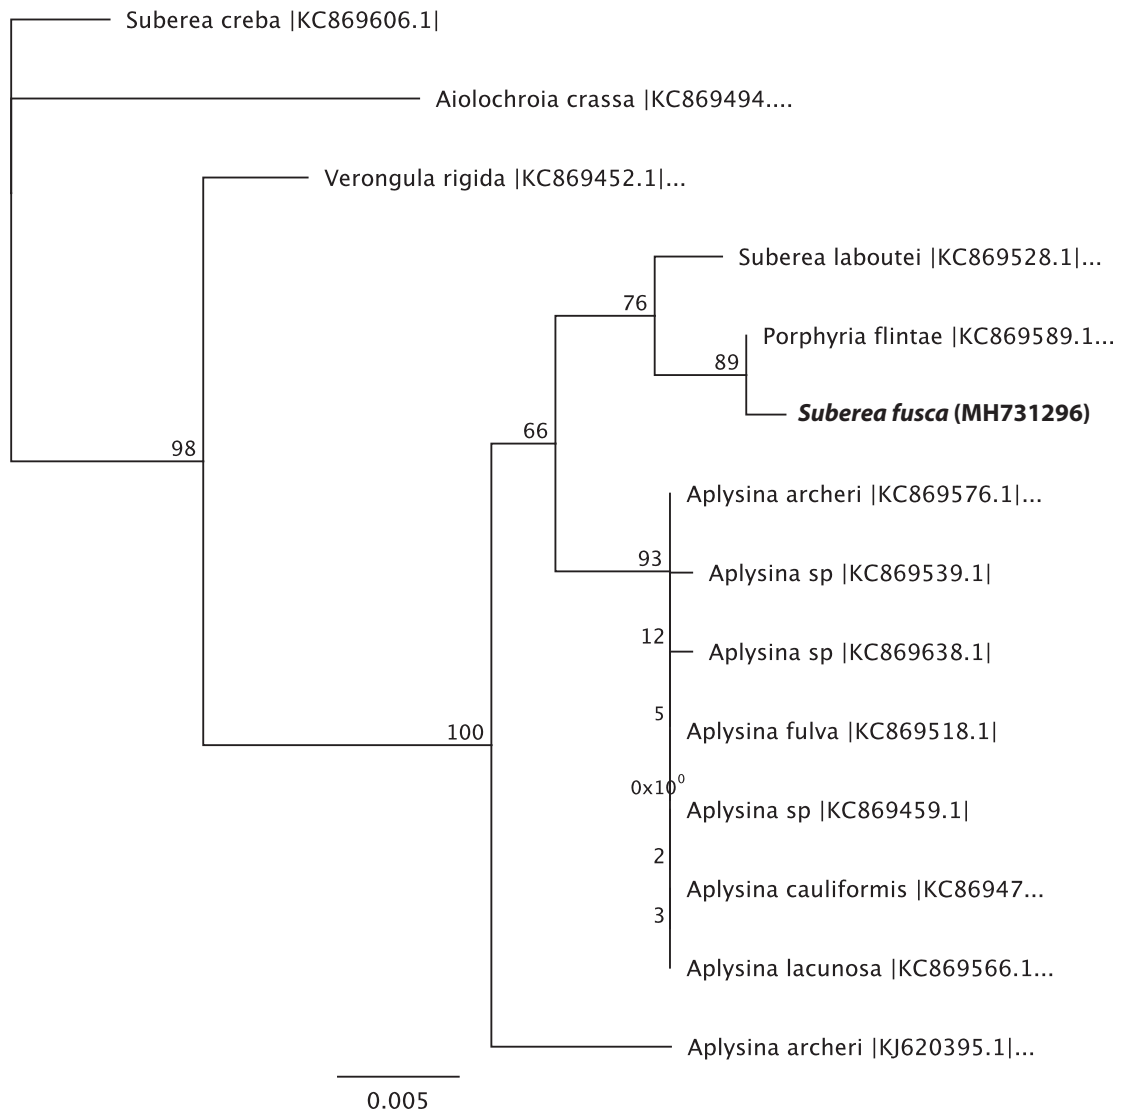 Suberea creba |KC869606.1|
Aiolochroia crassa |KC869494....
Verongula rigida |KC869452.1|...
Suberea laboutei |KC869528.1|...
76
Porphyria flintae |KC869589.1...
89
Suberea fusca (MH731296)
66
98
Aplysina archeri |KC869576.1|...
93
Aplysina sp |KC869539.1|
12
Aplysina sp |KC869638.1|
5
Aplysina fulva |KC869518.1|
100
0x10⁰
Aplysina sp |KC869459.1|
2
Aplysina cauliformis |KC86947...
3
Aplysina lacunosa |KC869566.1...
Aplysina archeri |KJ620395.1|...
0.005